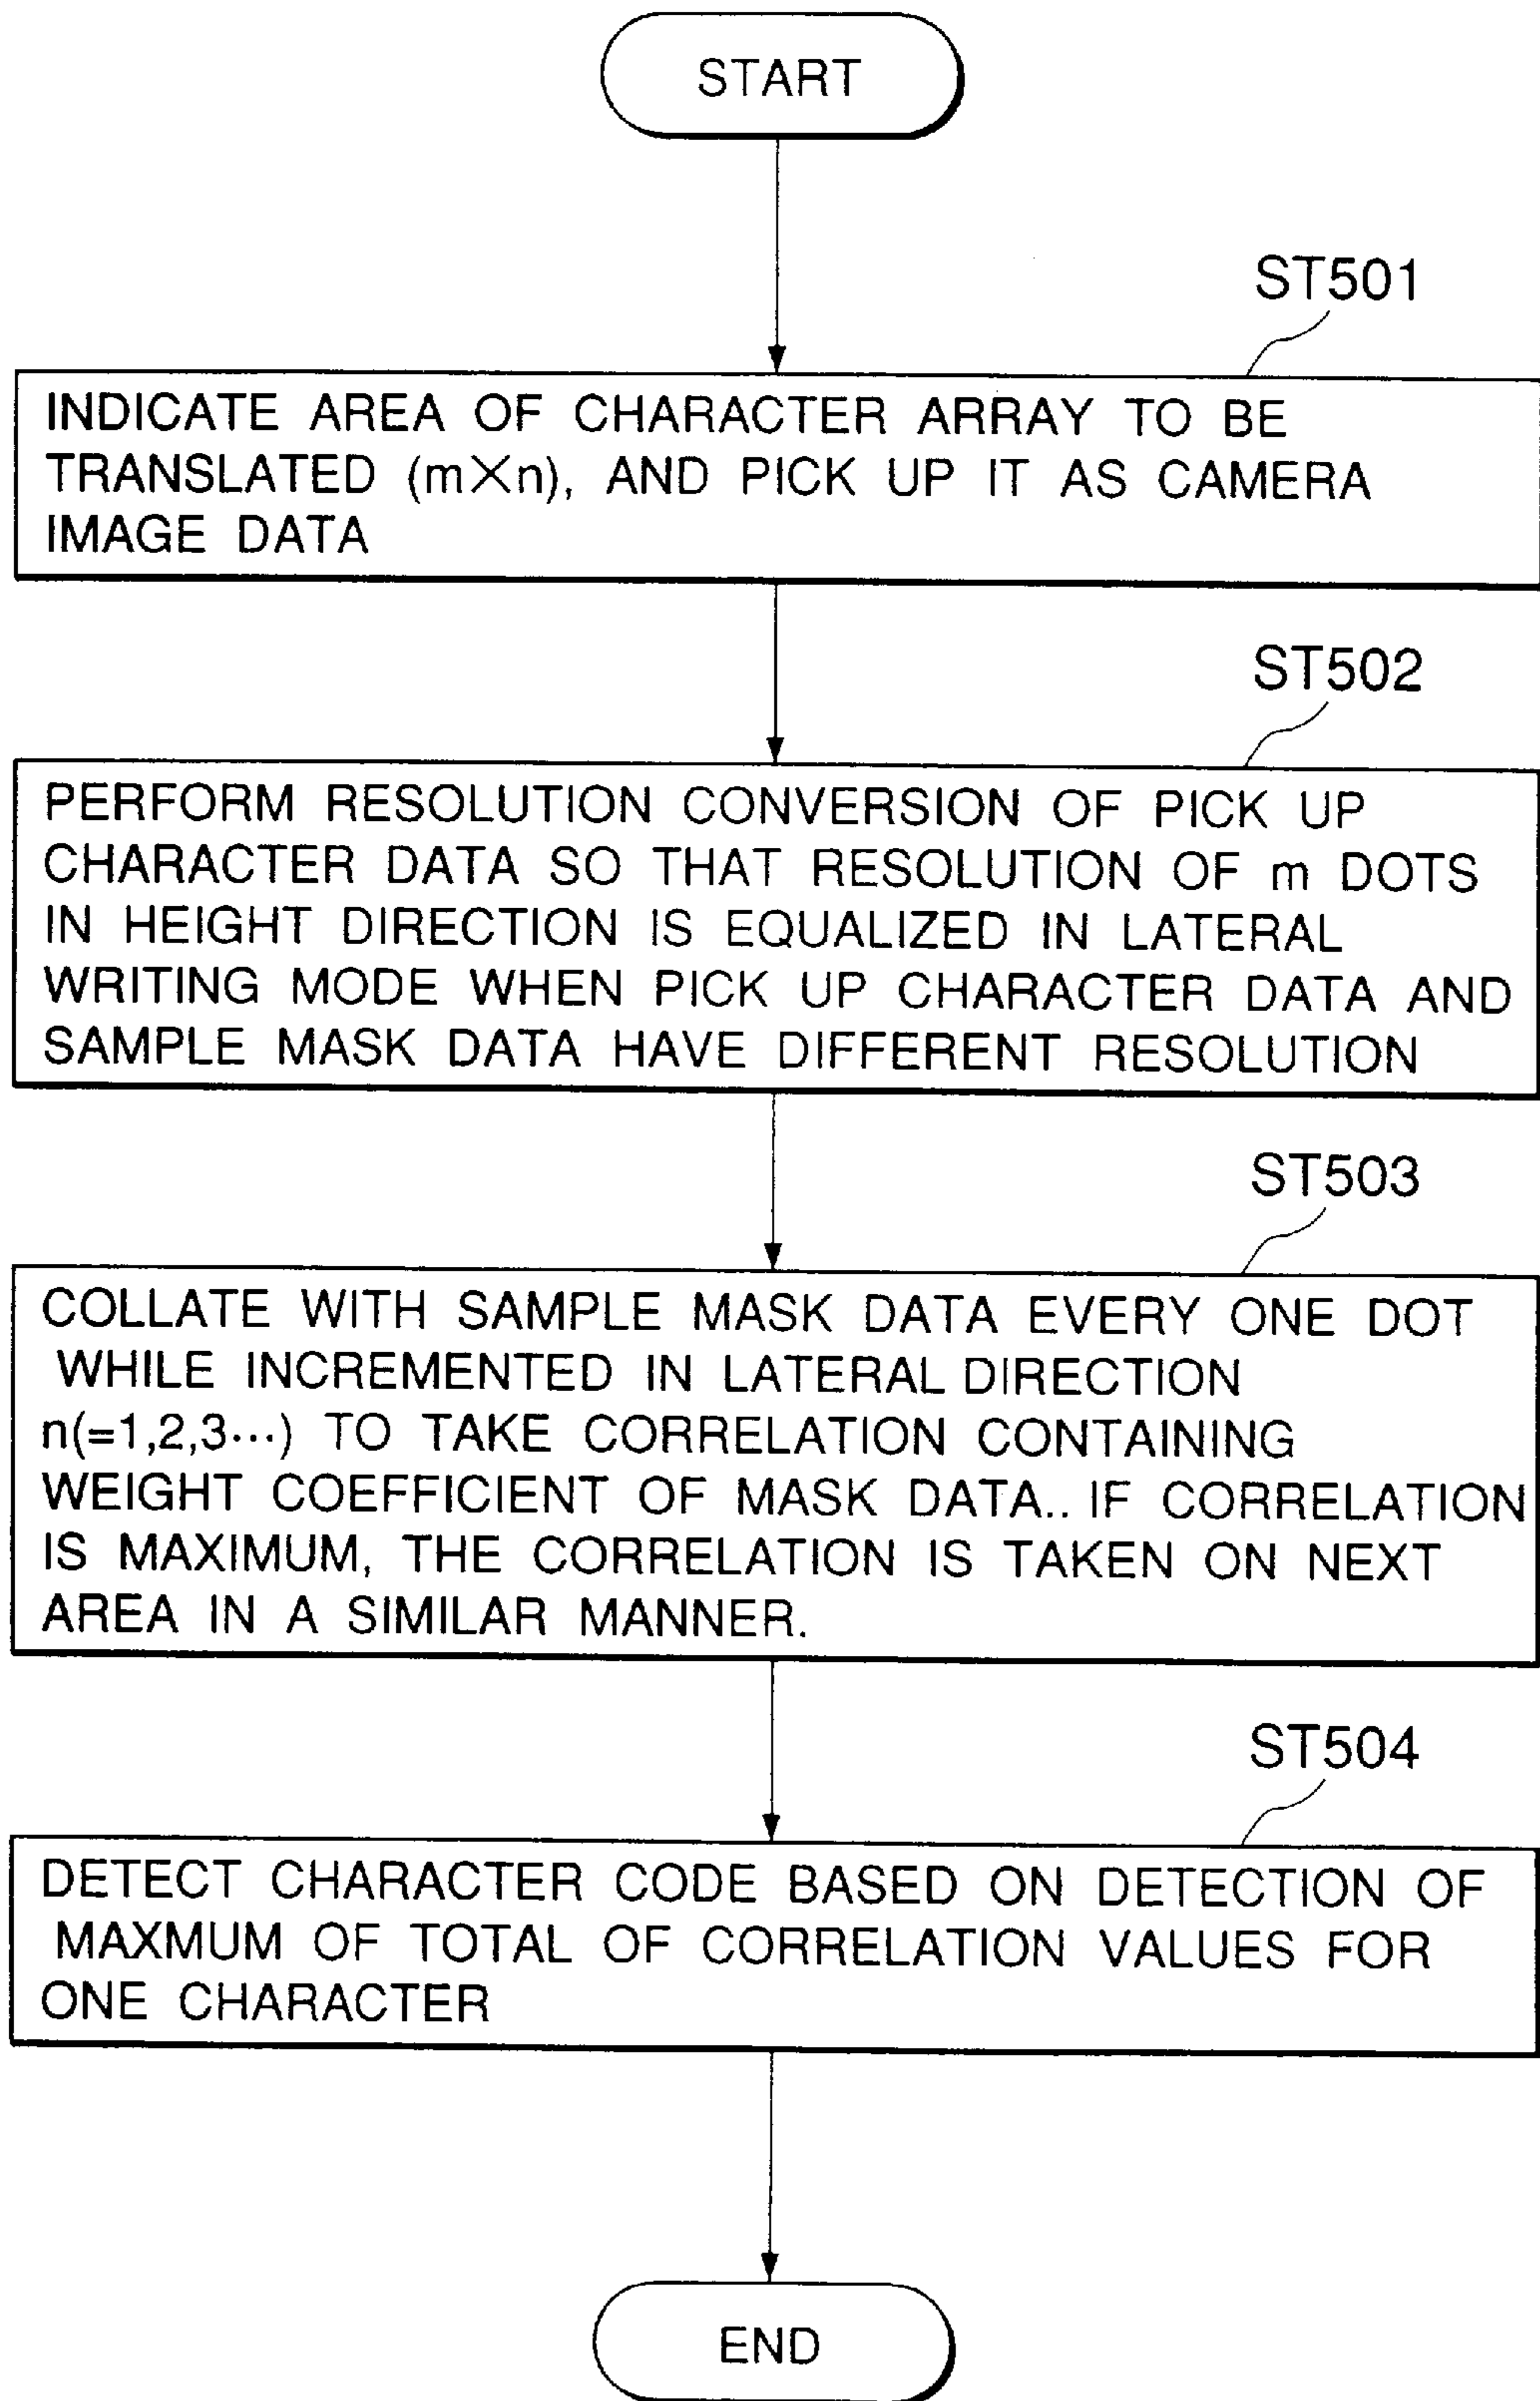 START
ST501
INDICATE AREA OF CHARACTER ARRAY TO BE
TRANSLATED (m×n), AND PICK UP IT AS CAMERA
IMAGE DATA
ST502
PERFORM RESOLUTION CONVERSION OF PICK UP
CHARACTER DATA SO THAT RESOLUTION OF m DOTS
IN HEIGHT DIRECTION IS EQUALIZED IN LATERAL
WRITING MODE WHEN PICK UP CHARACTER DATA AND
SAMPLE MASK DATA HAVE DIFFERENT RESOLUTION
ST503
COLLATE WITH SAMPLE MASK DATA EVERY ONE DOT
WHILE INCREMENTED IN LATERAL DIRECTION
n(=1,2,3···) TO TAKE CORRELATION CONTAINING
WEIGHT COEFFICIENT OF MASK DATA.. IF CORRELATION
IS MAXIMUM, THE CORRELATION IS TAKEN ON NEXT
AREA IN A SIMILAR MANNER.
ST504
DETECT CHARACTER CODE BASED ON DETECTION OF
MAXMUM OF TOTAL OF CORRELATION VALUES FOR
ONE CHARACTER
END